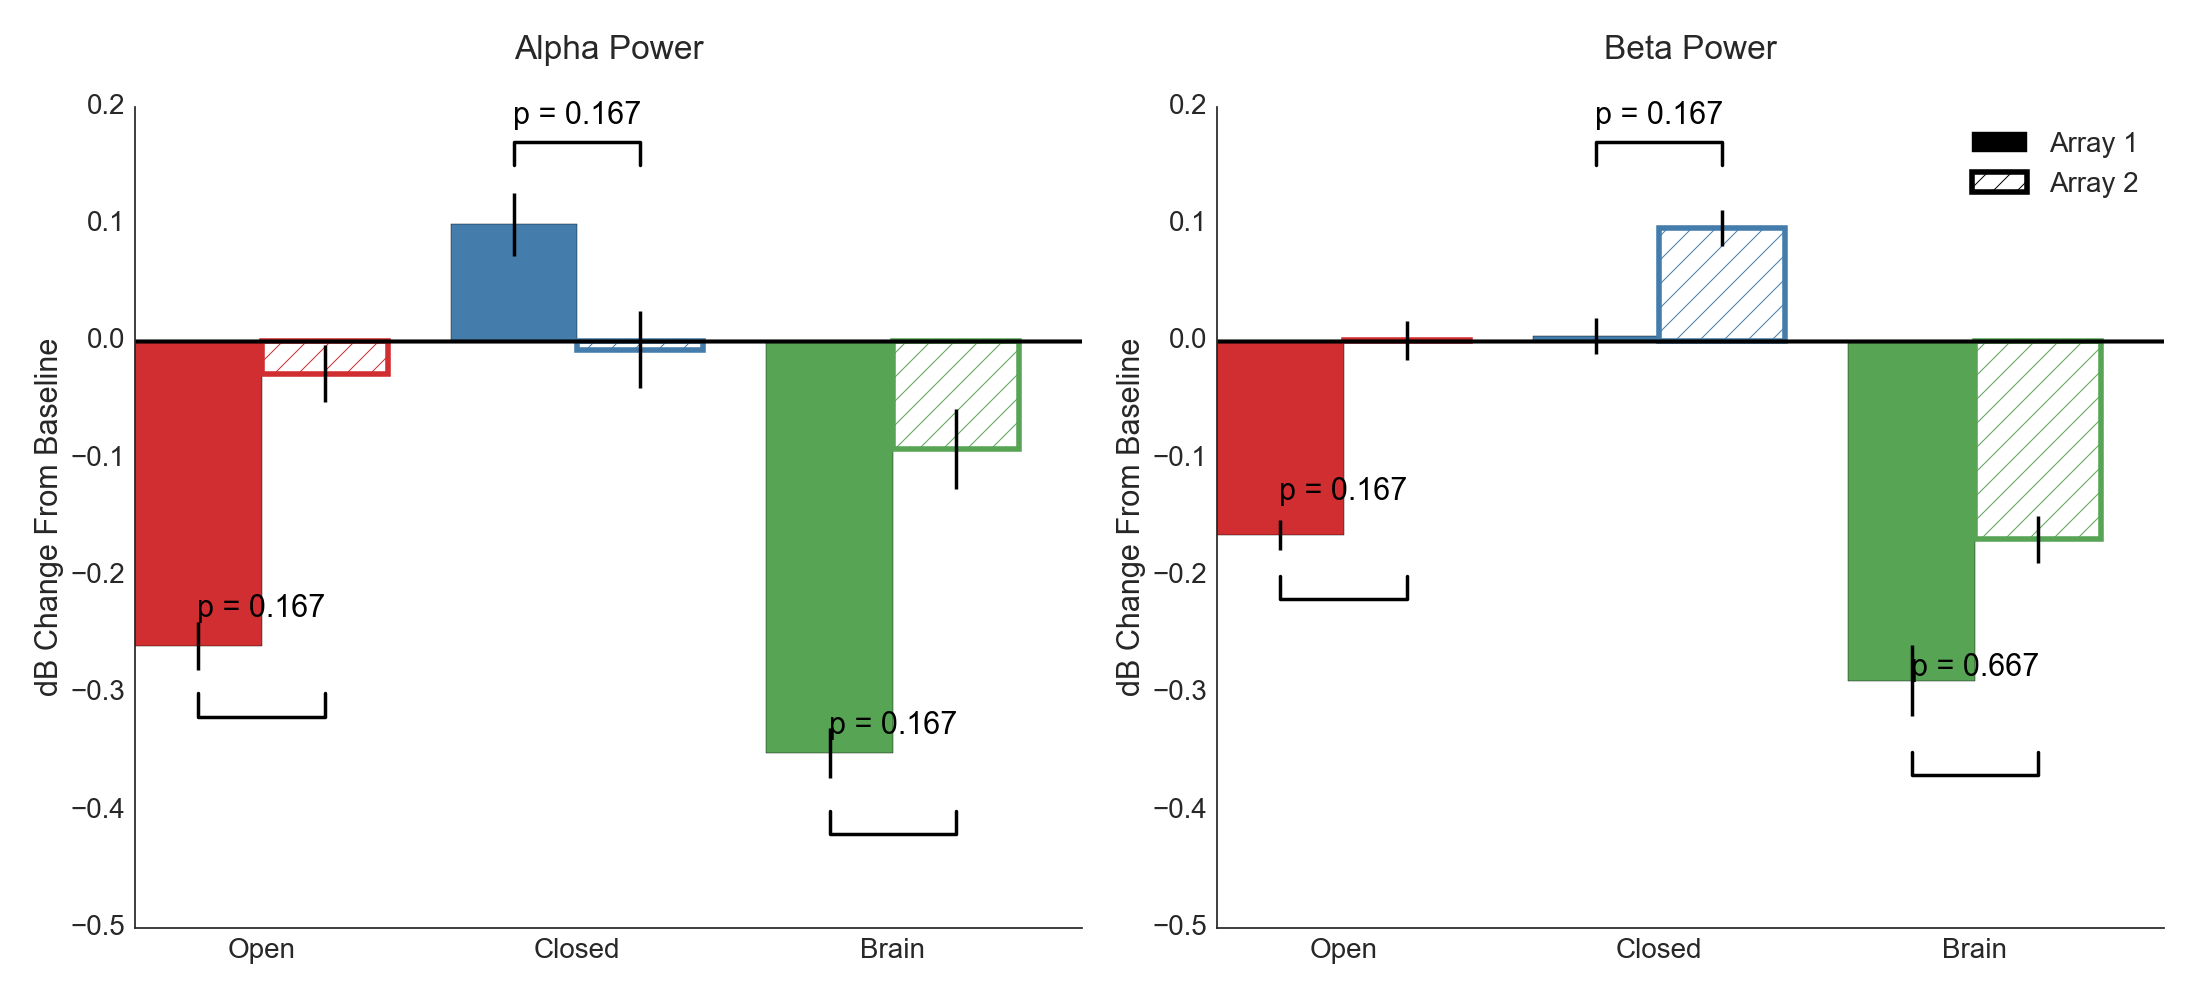 Alpha Power
dB Change From Baseline
0.2
0.1
0.0
−0.1
−0.2
−0.3
−0.4
−0.5
p = 0.167
p = 0.167
p = 0.167
Open
Closed
Brain
Beta Power
dB Change From Baseline
0.2
0.1
0.0
−0.1
−0.2
−0.3
−0.4
−0.5
p = 0.167
Array 1
Array 2
p = 0.167
p = 0.667
Open
Closed
Brain